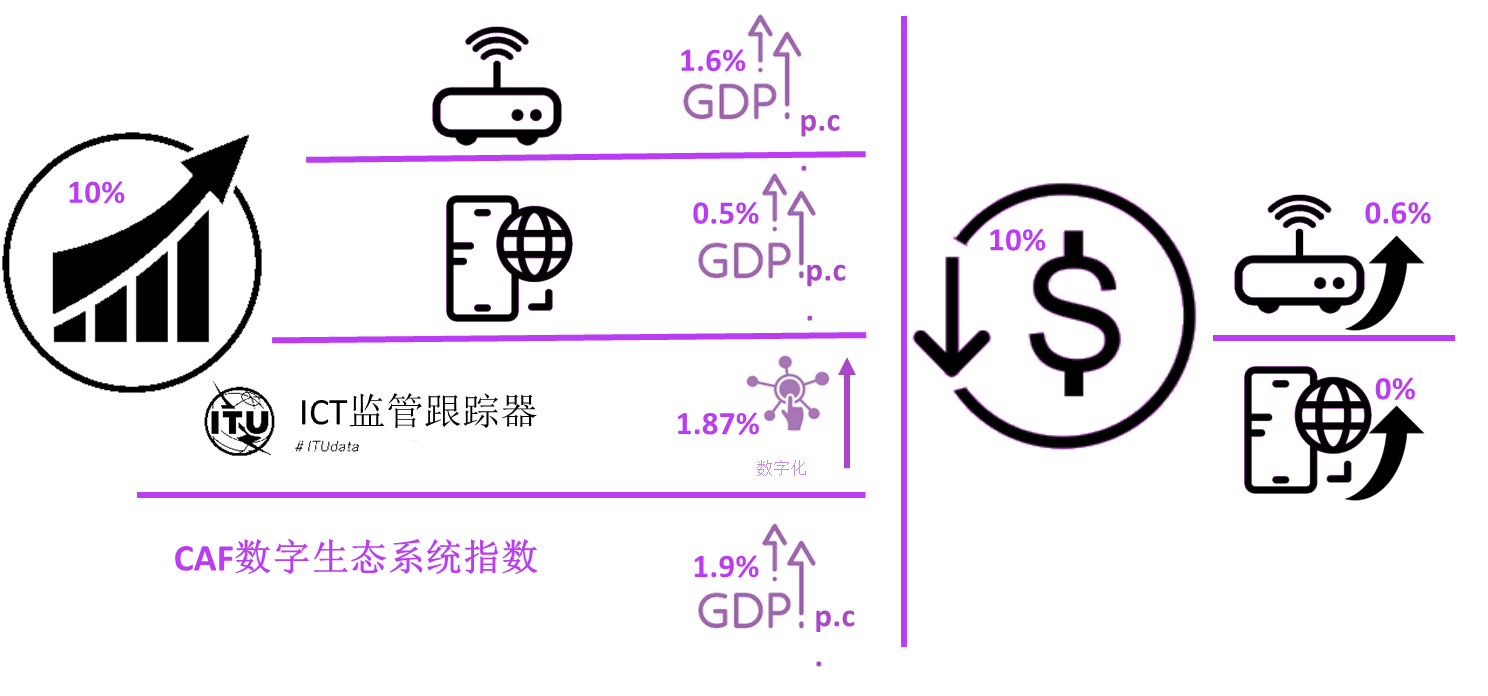 10%
1.6%
GDP
p.c
.
0.5%
GDP
p.c
.
ITU
ICT监管跟踪器
# ITUdata
1.87%
数字化
CAF数字生态系统指数
1.9%
GDP
p.c
.
10%
$
0.6%
0%